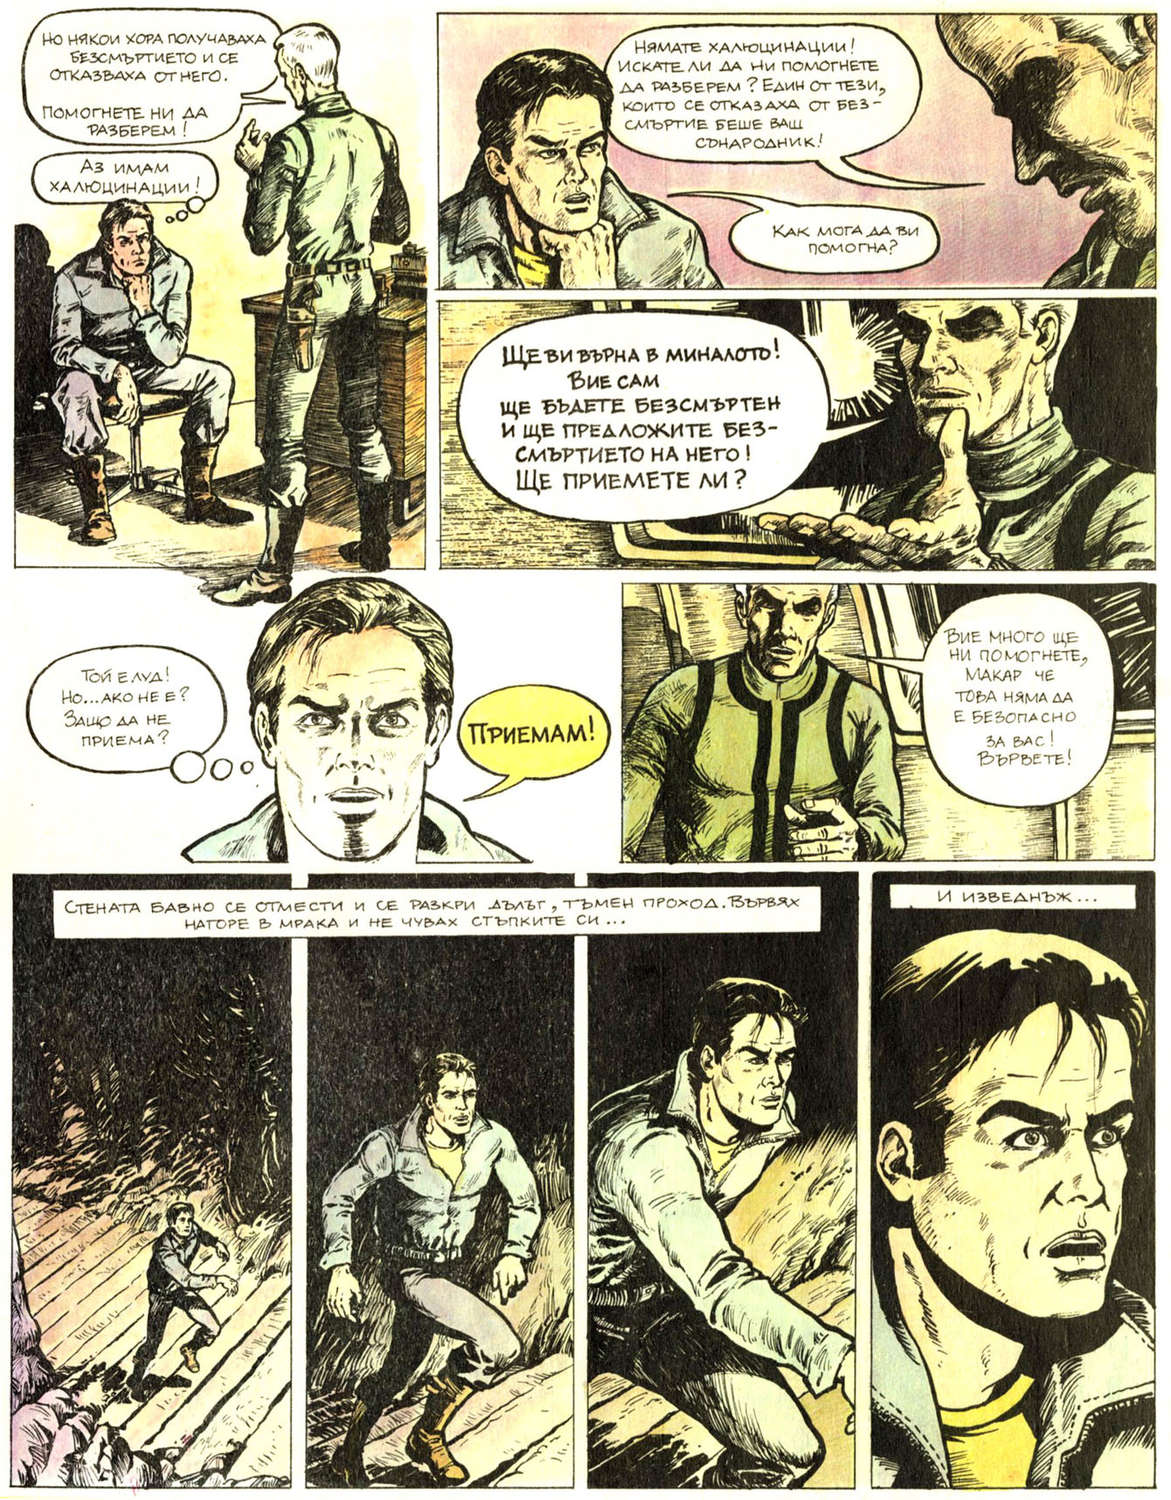 Но някои хора получаваха
безсмъртието и се
отказваха от него.
Помогнете ни да
разберем!
Аз имам
халюцинации!
Нямате халюцинации!
Искате ли да ни помогнете
да разберем? Един от тези,
които се отказаха от без-
смъртие беше ваш
сънародник!
Как мога да ви
помогна?
Ще ви върна в миналото!
Вие сам
ще бъдете безсмъртен
и ще предложите без-
смъртието на него!
Ще приемете ли?
Той е луд!
Но...ако не е?
Защо да не
приема?
Приемам!
Вие много ще
ни помогнете,
макар че
това няма да
е безопасно
за вас!
Вървете!
Стената бавно се отмести и се разкри дълъг, тъмен проход. Вървях
нагоре в мрака и не чувах стъпките си...
И изведнъж...